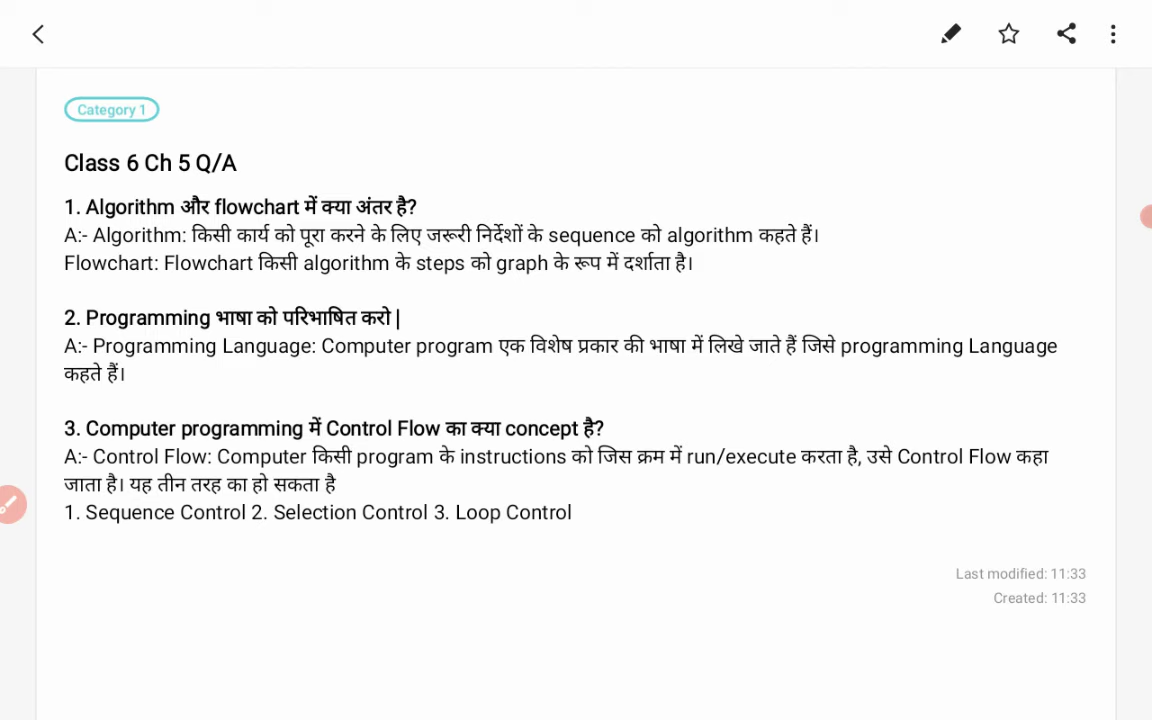 Category 1
Class 6 Ch 5 Q/A
1. Algorithm और flowchart में क्या अंतर है?
A:- Algorithm: किसी कार्य को पूरा करने के लिए जरूरी निर्देशों के sequence को algorithm कहते हैं।
Flowchart: Flowchart किसी algorithm के steps को graph के रूप में दर्शाता है।
2. Programming भाषा को परिभाषित करो |
A:- Programming Language: Computer program एक विशेष प्रकार की भाषा में लिखे जाते हैं जिसे programming Language
कहते हैं।
3. Computer programming में Control Flow का क्या concept है?
A:- Control Flow: Computer किसी program के instructions को जिस क्रम में run/execute करता है, उसे Control Flow कहा
जाता है। यह तीन तरह का हो सकता है
1. Sequence Control 2. Selection Control 3. Loop Control
Last modified: 11:33
Created: 11:33